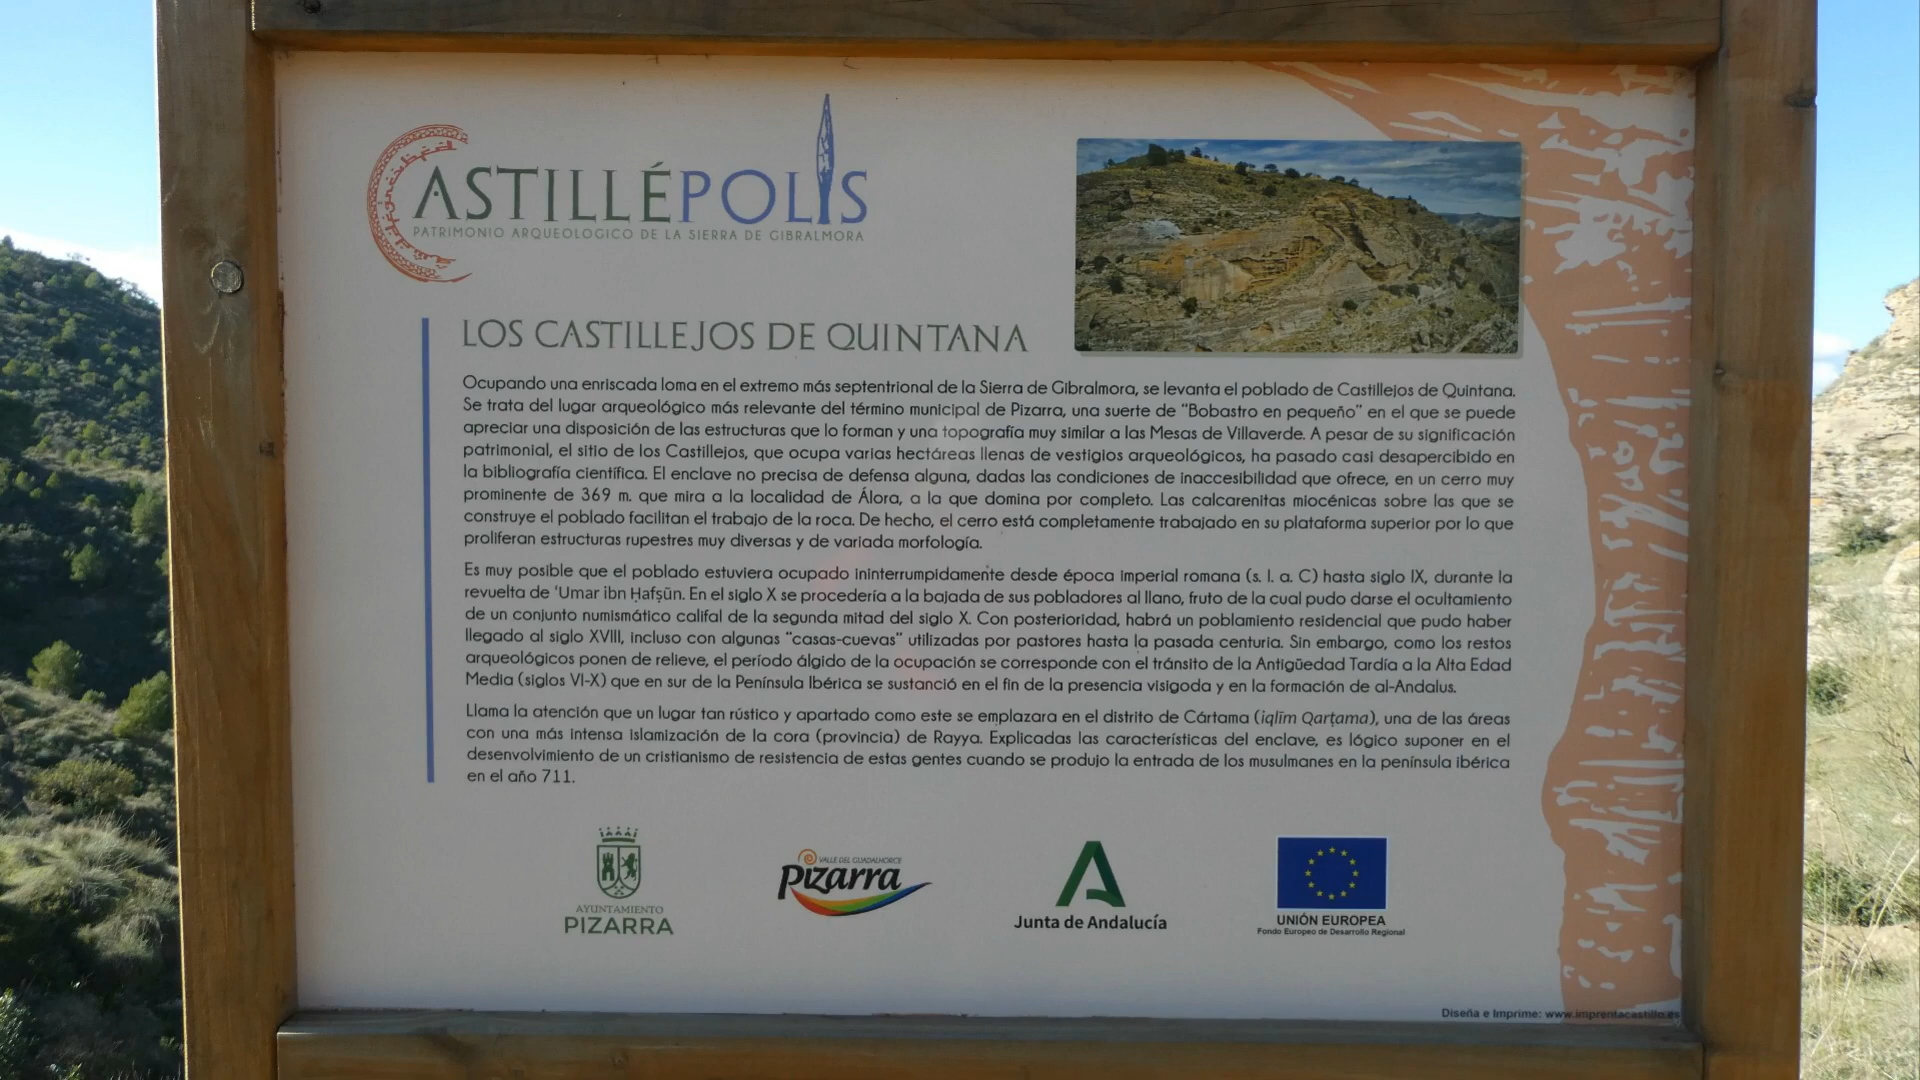 CASTILLÉPOLIS
PATRIMONIO ARQUEOLOGICO DE LA SIERRA DE GIBRALMORA
LOS CASTILLEJOS DE QUINTANA
Ocupando una enriscada loma en el extremo más septentrional de la Sierra de Gibralmora, se levanta el poblado de Castillejos de Quintana.
Se trata del lugar arqueológico más relevante del término municipal de Pizarra, una suerte de “Bobastro en pequeño” en el que se puede
apreciar una disposición de las estructuras que lo forman y una topografía muy similar a las Mesas de Villaverde. A pesar de su significación
patrimonial, el sitio de los Castillejos, que ocupa varias hectáreas llenas de vestigios arqueológicos, ha pasado casi desapercibido en
la bibliografía científica. El enclave no precisa de defensa alguna, dadas las condiciones de inaccesibilidad que ofrece, en un cerro muy
prominente de 369 m. que mira a la localidad de Álora, a la que domina por completo. Las calcarenitas miocénicas sobre las que se
construye el poblado facilitan el trabajo de la roca. De hecho, el cerro está completamente trabajado en su plataforma superior por lo que
proliferan estructuras rupestres muy diversas y de variada morfología.
Es muy posible que el poblado estuviera ocupado ininterrumpidamente desde época imperial romana (s. I. a. C) hasta siglo IX, durante la
revuelta de ‘Umar ibn Ḥafṣūn. En el siglo X se procedería a la bajada de sus pobladores al llano, fruto de la cual pudo darse el ocultamiento
de un conjunto numismático califal de la segunda mitad del siglo X. Con posterioridad, habrá un poblamiento residencial que pudo haber
llegado al siglo XVIII, incluso con algunas “casas-cuevas” utilizadas por pastores hasta la pasada centuria. Sin embargo, como los restos
arqueológicos ponen de relieve, el período álgido de la ocupación se corresponde con el tránsito de la Antigüedad Tardía a la Alta Edad
Media (siglos VI-X) que en sur de la Península Ibérica se sustanció en el fin de la presencia visigoda y en la formación de al-Andalus.
Llama la atención que un lugar tan rústico y apartado como este se emplazara en el distrito de Cártama (iqlīm Qarṭama), una de las áreas
con una más intensa islamización de la cora (provincia) de Rayya. Explicadas las características del enclave, es lógico suponer en el
desenvolvimiento de un cristianismo de resistencia de estas gentes cuando se produjo la entrada de los musulmanes en la península ibérica
en el año 711.
AYUNTAMIENTO
PIZARRA
VALLE DEL GUADALHORCE
Pizarra
Junta de Andalucía
UNIÓN EUROPEA
Fondo Europeo de Desarrollo Regional
Diseña e Imprime: www.imprentacastillo.es